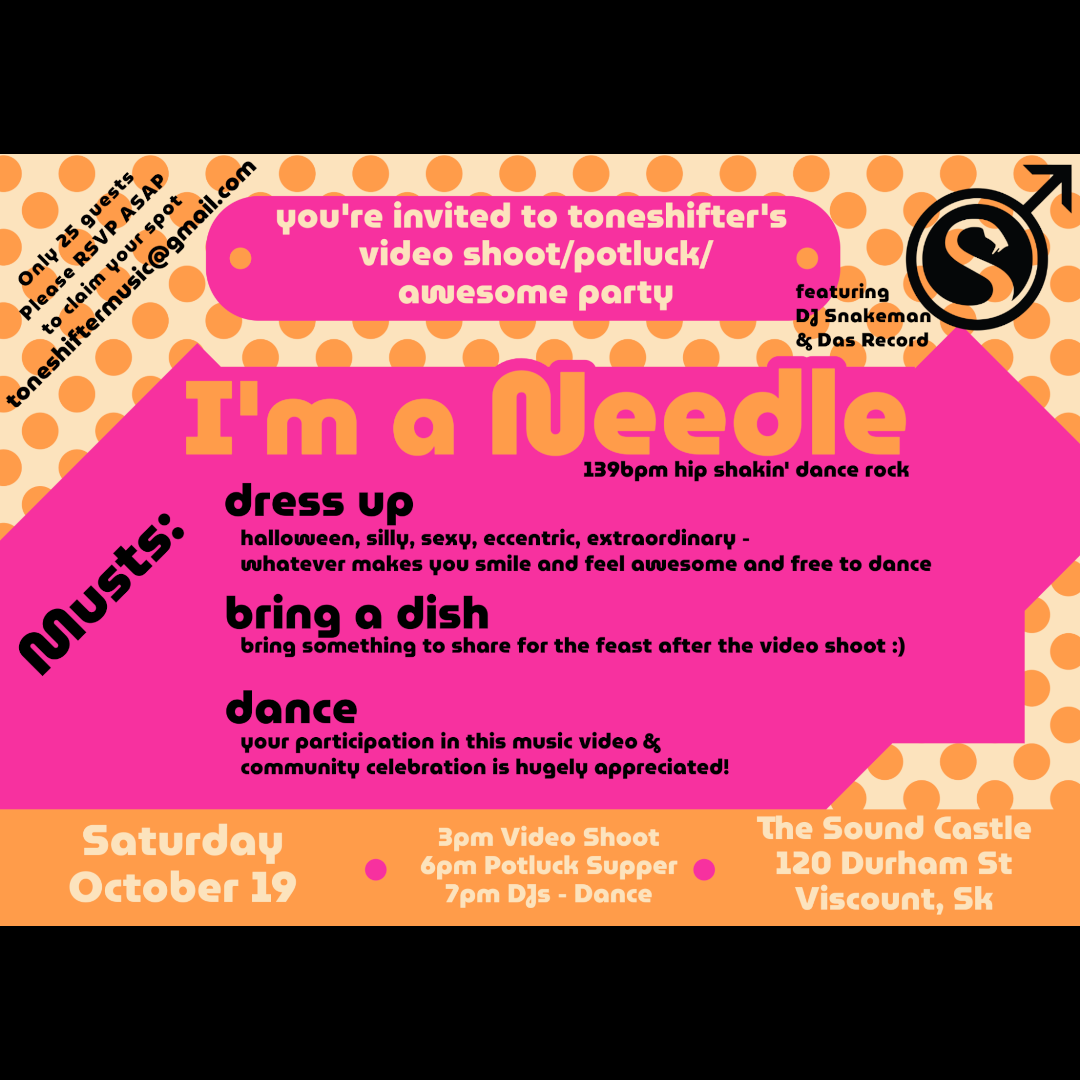 Only 25 guests
Please RSVP ASAP
to claim your spot
toneshiftermusic@gmail.com
you're invited to toneshifter's
video shoot/potluck/
awesome party
featuring
DJ Snakeman
& Das Record
I'm a Needle
139bpm hip shakin' dance rock
Musts:
dress up
halloween, silly, sexy, eccentric, extraordinary -
whatever makes you smile and feel awesome and free to dance
bring a dish
bring something to share for the feast after the video shoot :)
dance
your participation in this music video &
community celebration is hugely appreciated!
Saturday
October 19
3pm Video Shoot
6pm Potluck Supper
7pm DJs - Dance
The Sound Castle
120 Durham St
Viscount, Sk